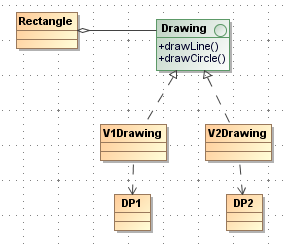 Rectangle
Drawing
+drawLine()
+drawCircle()
V1Drawing
V2Drawing
DP1
DP2